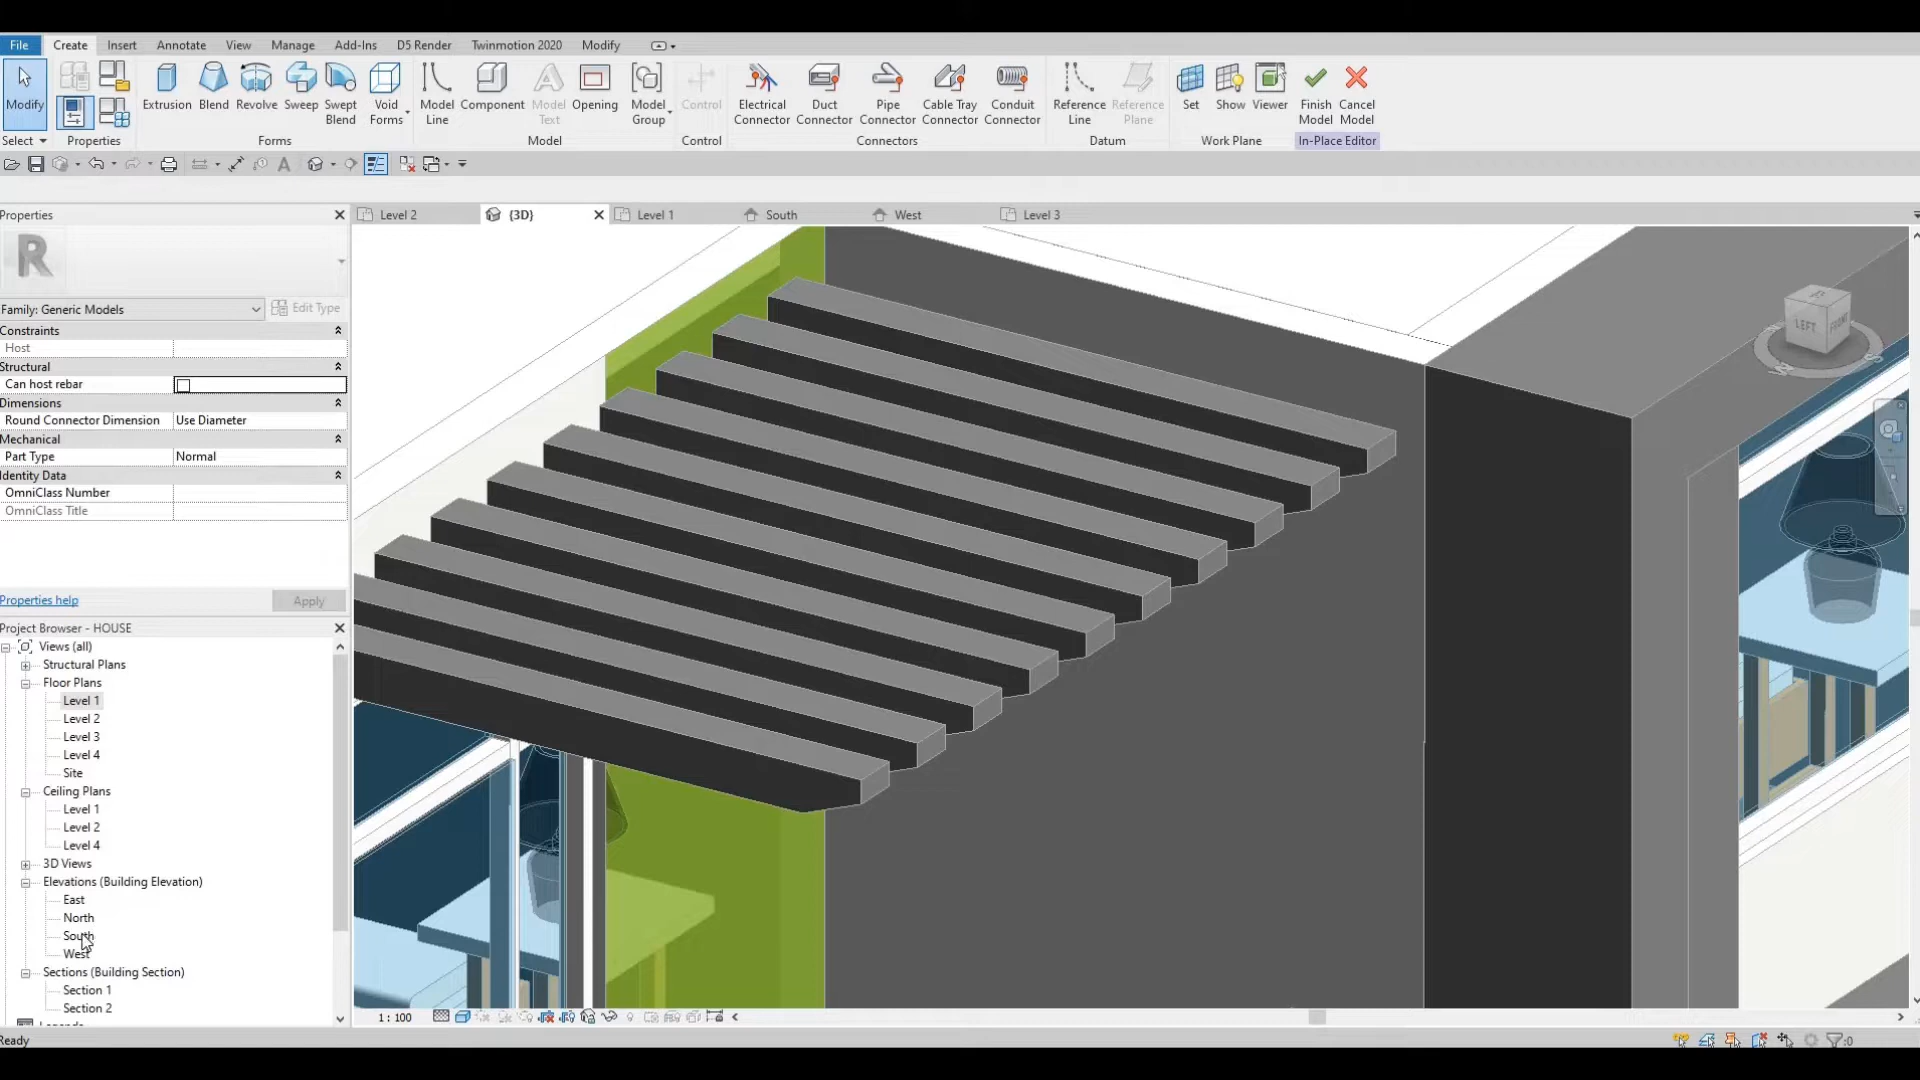 File Create Insert Annotate View Manage Add-Ins D5 Render Twinmotion 2020 Modify
Modify Extrusion Blend Revolve Sweep Swept Blend Void Forms Model Line Component Model Text Opening Model Group Control Electrical Connector Duct Connector Pipe Connector Cable Tray Connector Conduit Connector Reference Line Reference Plane Set Show Viewer Finish Model Cancel Model
Select Properties Forms Model Control Connectors Datum Work Plane In-Place Editor
Properties
Level 2 {3D} Level 1 South West Level 3
R
Family: Generic Models Edit Type
Constraints
Host
Structural
Can host rebar
Dimensions
Round Connector Dimension Use Diameter
Mechanical
Part Type Normal
Identity Data
OmniClass Number
OmniClass Title
Properties help Apply
Project Browser - HOUSE
Views (all)
Structural Plans
Floor Plans
Level 1
Level 2
Level 3
Level 4
Site
Ceiling Plans
Level 1
Level 2
Level 4
3D Views
Elevations (Building Elevation)
East
North
South
West
Sections (Building Section)
Section 1
Section 2
LEFT FRONT
S
1 : 100
Ready
:0